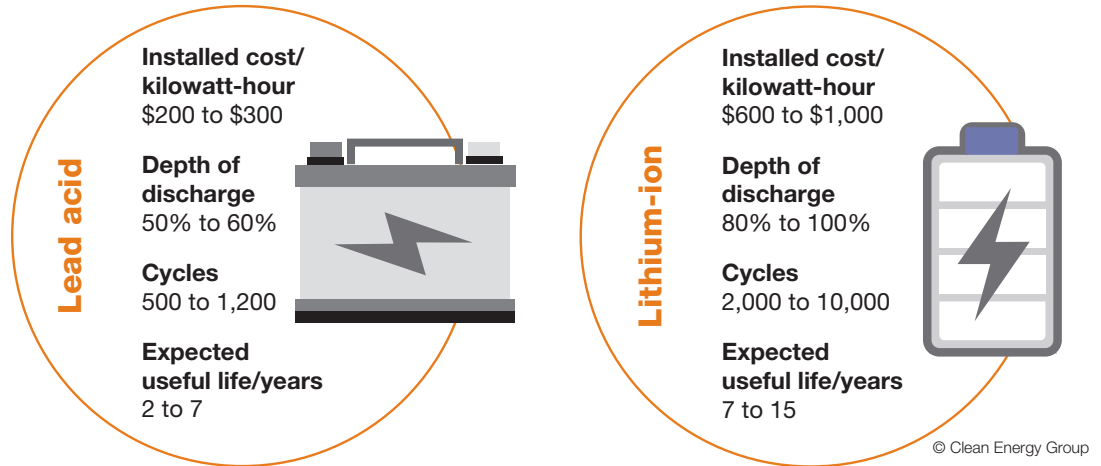 Lead acid
Installed cost/
kilowatt-hour
$200 to $300
Depth of
discharge
50% to 60%
Cycles
500 to 1,200
Expected
useful life/years
2 to 7
Lithium-ion
Installed cost/
kilowatt-hour
$600 to $1,000
Depth of
discharge
80% to 100%
Cycles
2,000 to 10,000
Expected
useful life/years
7 to 15
© Clean Energy Group